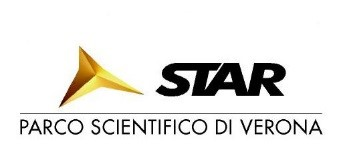 STAR
PARCO SCIENTIFICO DI VERONA